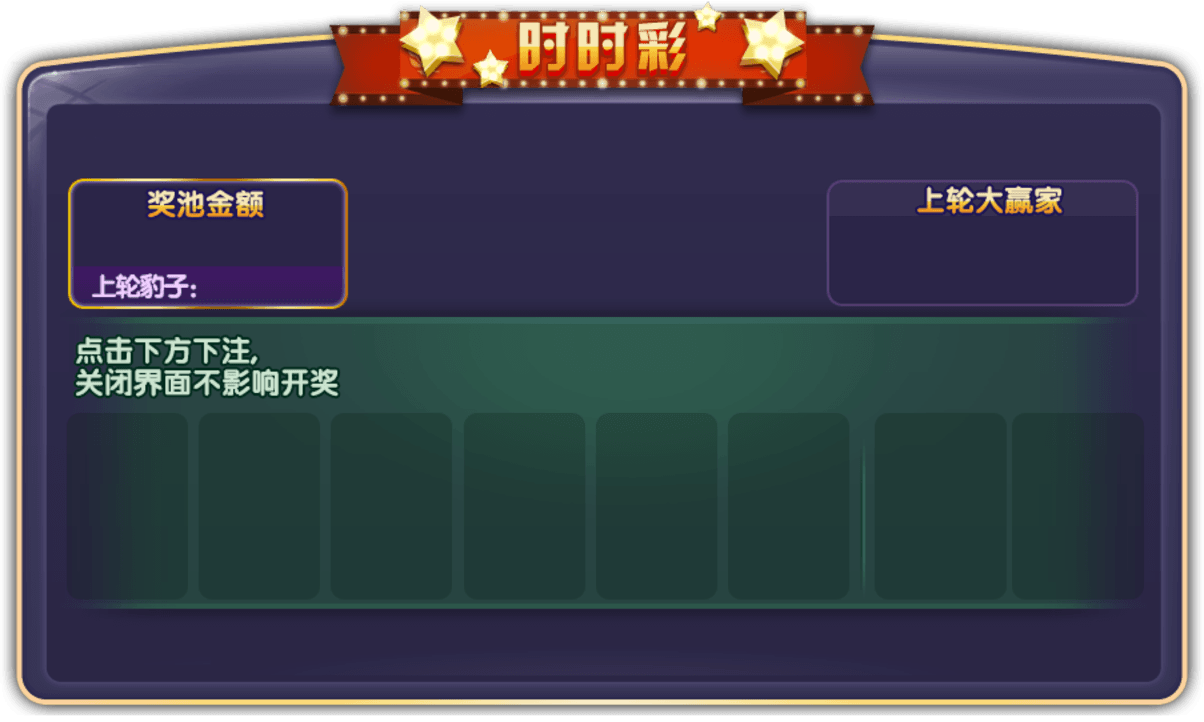 时时彩
奖池金额
上轮大赢家
上轮豹子:
点击下方下注,
关闭界面不影响开奖